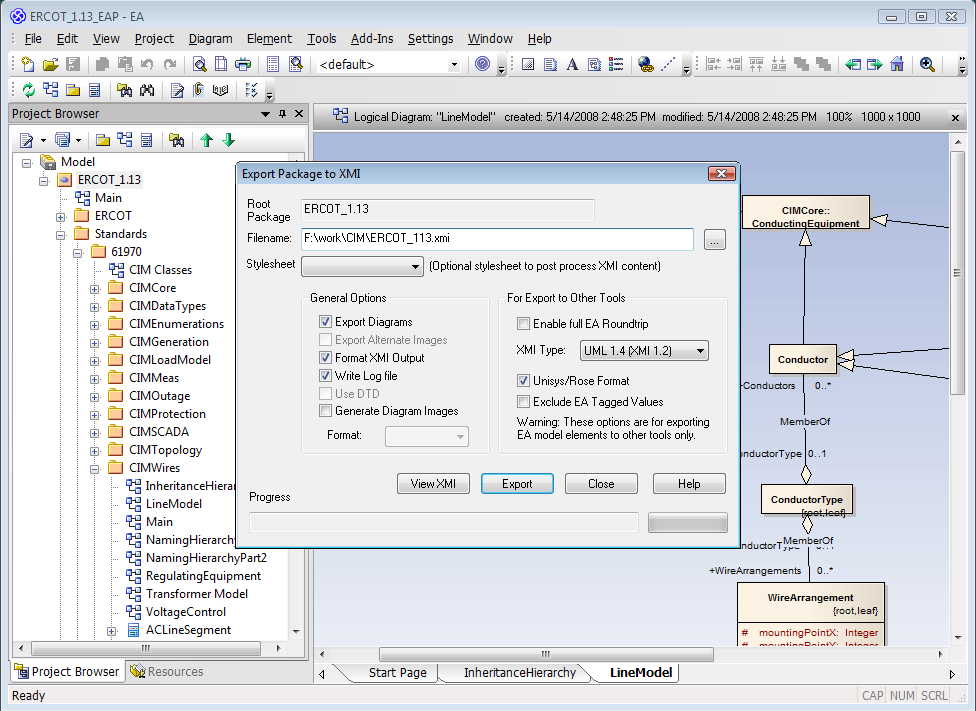 ERCOT_1.13_EAP - EA
File Edit View Project Diagram Element Tools Add-Ins Settings Window Help
<default>
Project Browser
Logical Diagram: "LineModel" created: 5/14/2008 2:48:25 PM modified: 5/14/2008 2:48:25 PM 100% 1000 x 1000
Model
ERCOT_1.13
Main
ERCOT
Standards
61970
CIM Classes
CIMCore
CIMDataTypes
CIMEnumerations
CIMGeneration
CIMLoadModel
CIMMeas
CIMOutage
CIMProtection
CIMSCADA
CIMTopology
CIMWires
InheritanceHierar
LineModel
Main
NamingHierarchy
NamingHierarchyPart2
RegulatingEquipment
Transformer Model
VoltageControl
ACLineSegment
Project Browser
Resources
Export Package to XMI
Root Package
ERCOT_1.13
Filename:
F:\work\CIM\ERCOT_113.xmi
...
Stylesheet
(Optional stylesheet to post process XMI content)
General Options
Export Diagrams
Export Alternate Images
Format XMI Output
Write Log file
Use DTD
Generate Diagram Images
Format:
For Export to Other Tools
Enable full EA Roundtrip
XMI Type:
UML 1.4 (XMI 1.2)
Unisys/Rose Format
Exclude EA Tagged Values
Warning: These options are for exporting
EA model elements to other tools only.
View XMI
Export
Close
Help
Progress
CIMCore::
ConductingEquipment
Conductor
Conductors 0..*
MemberOf
onductorType 0..1
ConductorType
{root,leaf}
MemberOf
onductorType 0..1
+WireArrangements 0..*
WireArrangement
{root,leaf}
# mountingPointX: Integer
# mountingPointX: Integer
Start Page
InheritanceHierarchy
LineModel
Ready
CAP NUM SCRL